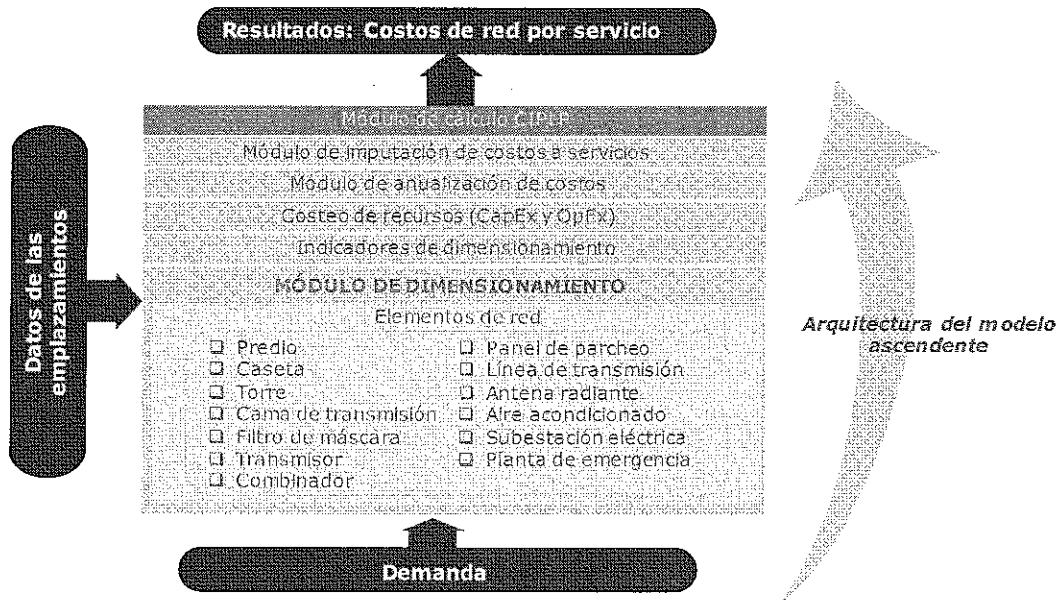 Resultados: Costos de red por servicio
Módulo de cálculo CIPLP
Módulo de imputación de costos a servicios
Módulo de anualización de costos
Costeo de recursos (CapEx y OpEx)
Indicadores de dimensionamiento
MÓDULO DE DIMENSIONAMIENTO
Elementos de red
❑ Predio
❑ Caseta
❑ Torre
❑ Cama de transmisión
❑ Filtro de máscara
❑ Transmisor
❑ Combinador
❑ Panel de parcheo
❑ Línea de transmisión
❑ Antena radiante
❑ Aire acondicionado
❑ Subestación eléctrica
❑ Planta de emergencia
Datos de las
emplazamientos
Arquitectura del modelo
ascendente
Demanda